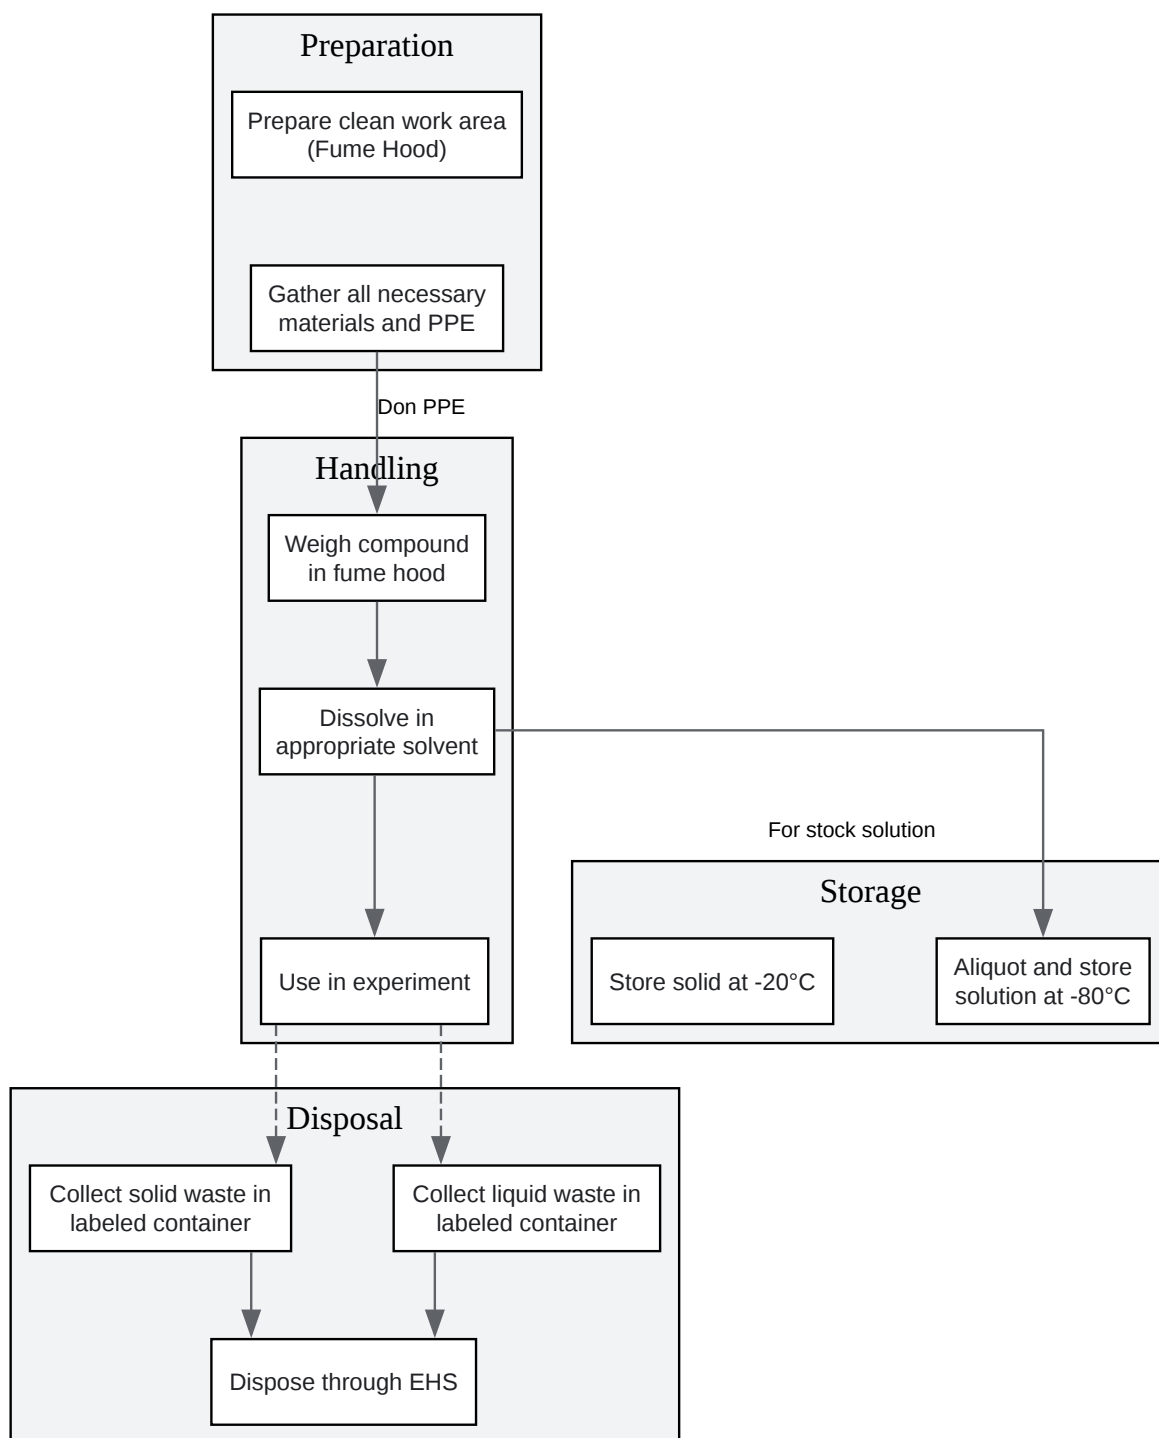 Preparation
Prepare clean work area
(Fume Hood)
Gather all necessary
materials and PPE
Don PPE
Handling
Weigh compound
in fume hood
Dissolve in
appropriate solvent
For stock solution
Storage
Use in experiment
Store solid at -20°C
Aliquot and store
solution at -80°C
Disposal
Collect solid waste in
labeled container
Collect liquid waste in
labeled container
Dispose through EHS